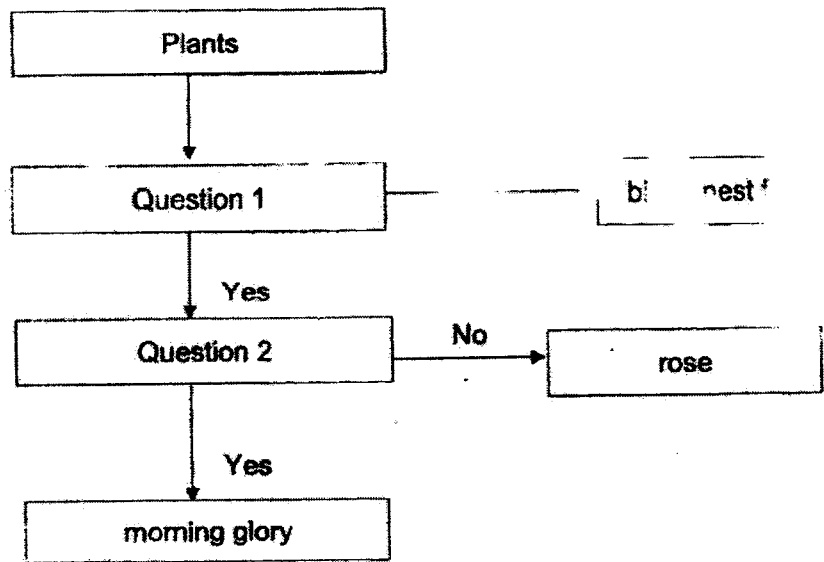 Plants
Question 1
Yes
Question 2
No
rose
Yes
morning glory